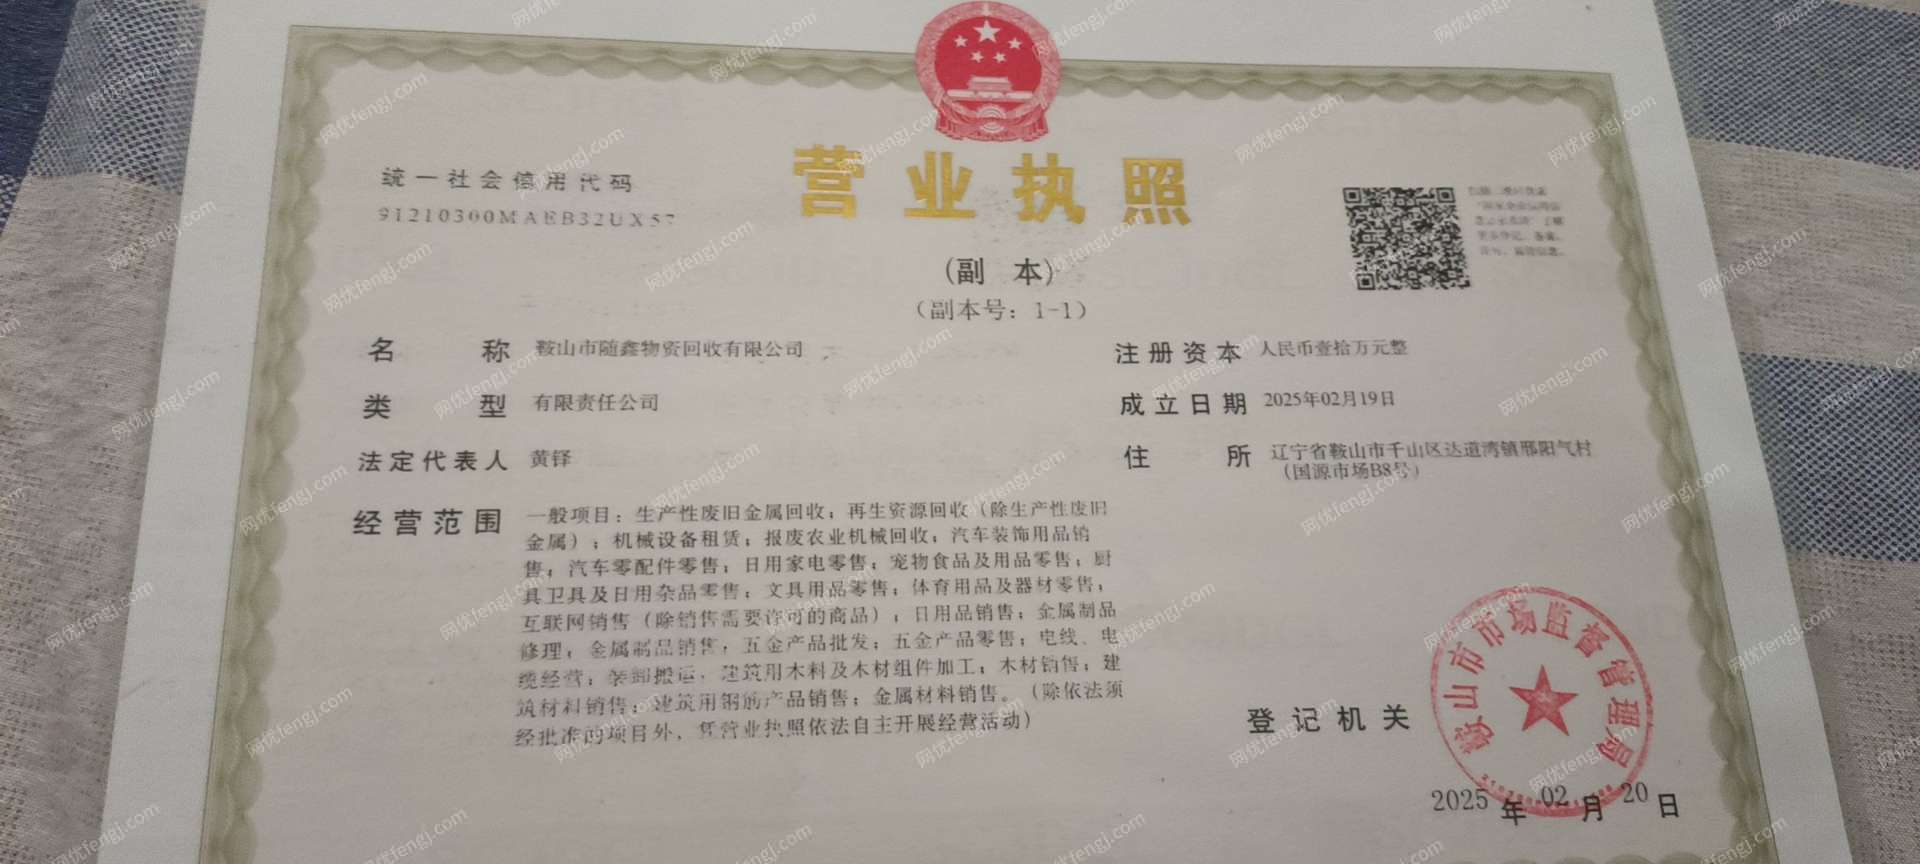 营业执照
(副 本)
(副本号: 1-1)
统一社会信用代码
91210300MAEB32UX57
名 称 鞍山市随鑫物资回收有限公司
类 型 有限责任公司
法定代表人 黄铎
经营范围 一般项目：生产性废旧金属回收；再生资源回收（除生产性废旧
金属）；机械设备租赁；报废农业机械回收；汽车装饰用品销
售；汽车零配件零售；日用家电零售；宠物食品及用品零售；厨
具卫具及日用杂品零售；文具用品零售；体育用品及器材零售；
互联网销售（除销售需要许可的商品）；日用品销售；金属制品
修理；金属制品销售；五金产品批发；五金产品零售；电线、电
缆经营；装卸搬运；建筑用木料及木材组件加工；木材销售；建
筑材料销售；建筑用钢筋产品销售；金属材料销售。（除依法须
经批准的项目外，凭营业执照依法自主开展经营活动）
注册资本 人民币壹拾万元整
成立日期 2025年02月19日
住 所 辽宁省鞍山市千山区达道湾镇邢阳气村
（国源市场B8号）
登记机关
鞍山市市场监督管理局
2025 年 02 月 20 日
网优fengj.com